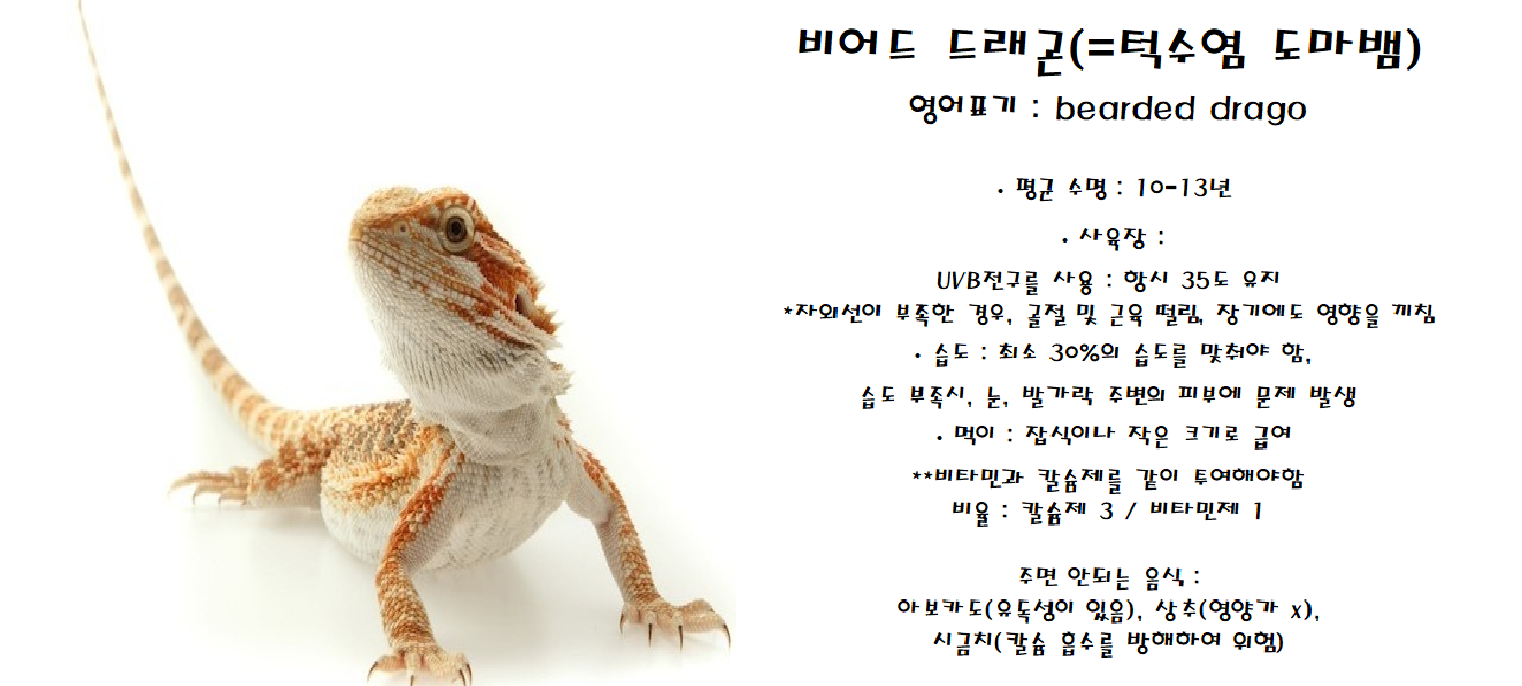 비어드 드래곤(=턱수염 도마뱀)
영어표기 : bearded drago
· 평균 수명 : 10-13년
· 사육장 :
UVB전구를 사용 : 항시 35도 유지
*자외선이 부족한 경우, 골절 및 근육 떨림, 장기에도 영향을 끼침
· 습도 : 최소 30%의 습도를 맞춰야 함,
습도 부족시, 눈, 발가락 주변의 피부에 문제 발생
· 먹이 : 잡식이나 작은 크기로 급여
**비타민과 칼슘제를 같이 투여해야함
비율 : 칼슘제 3 / 비타민제 1
주면 안되는 음식 :
아보카도(유독성이 있음), 상추(영양가 x),
시금치(칼슘 흡수를 방해하여 위험)